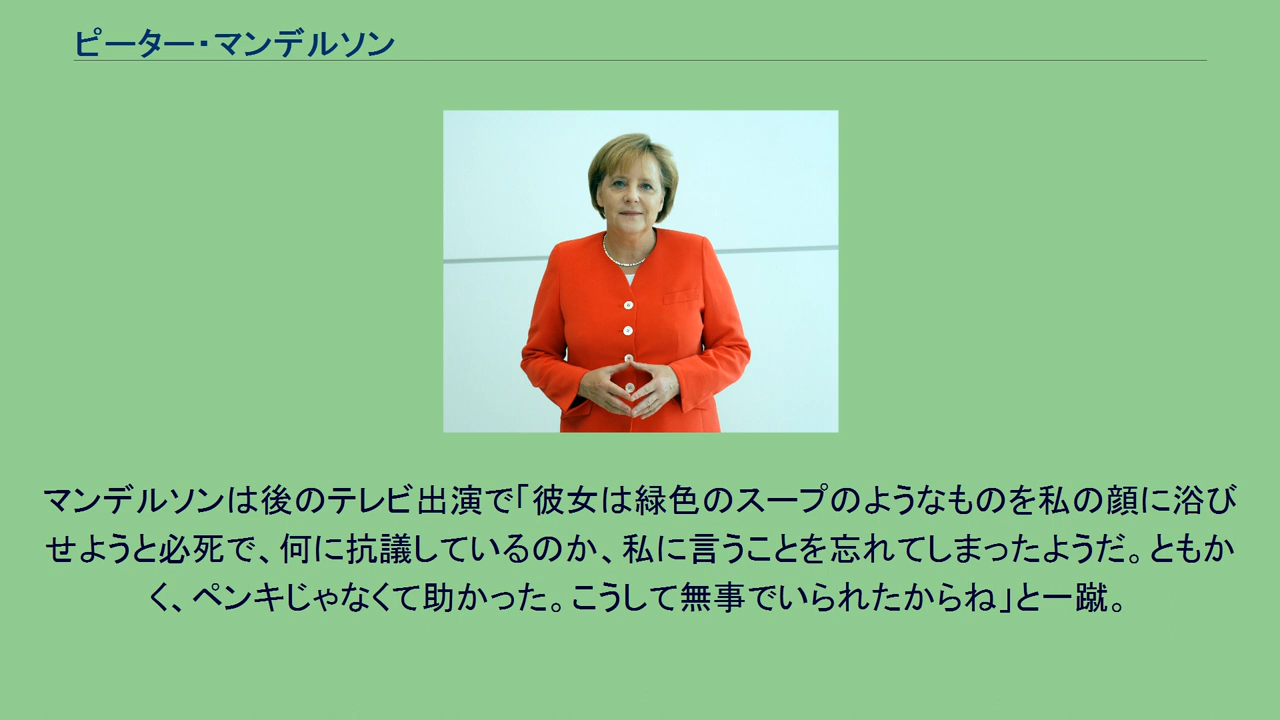 ピーター・マンデルソン
マンデルソンは後のテレビ出演で「彼女は緑色のスープのようなものを私の顔に浴び
せようと必死で、何に抗議しているのか、私に言うことを忘れてしまったようだ。ともか
く、ペンキじゃなくて助かった。こうして無事でいられたからね」と一蹴。